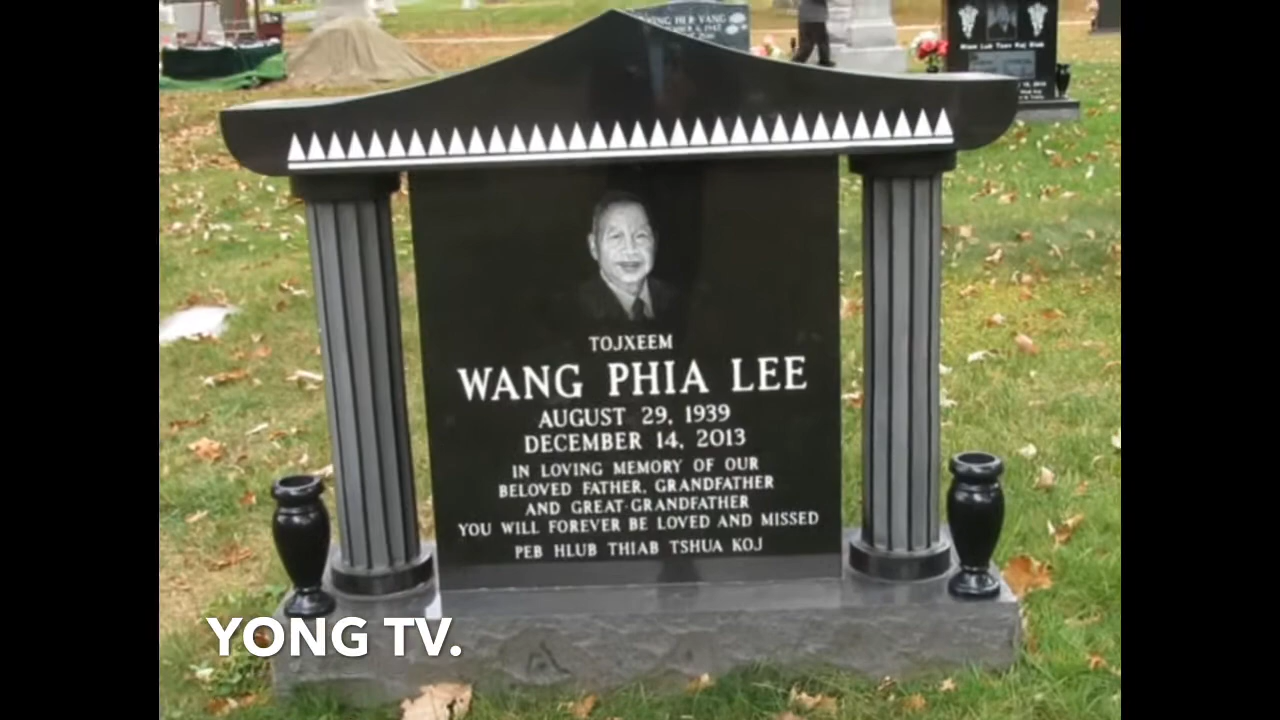 TOJXEEM
WANG PHIA LEE
AUGUST 29, 1939
DECEMBER 14, 2013
IN LOVING MEMORY OF OUR
BELOVED FATHER, GRANDFATHER
AND GREAT-GRANDFATHER
YOU WILL FOREVER BE LOVED AND MISSED
PEB HLUB THIAB TSHUA KOJ
YONG TV.